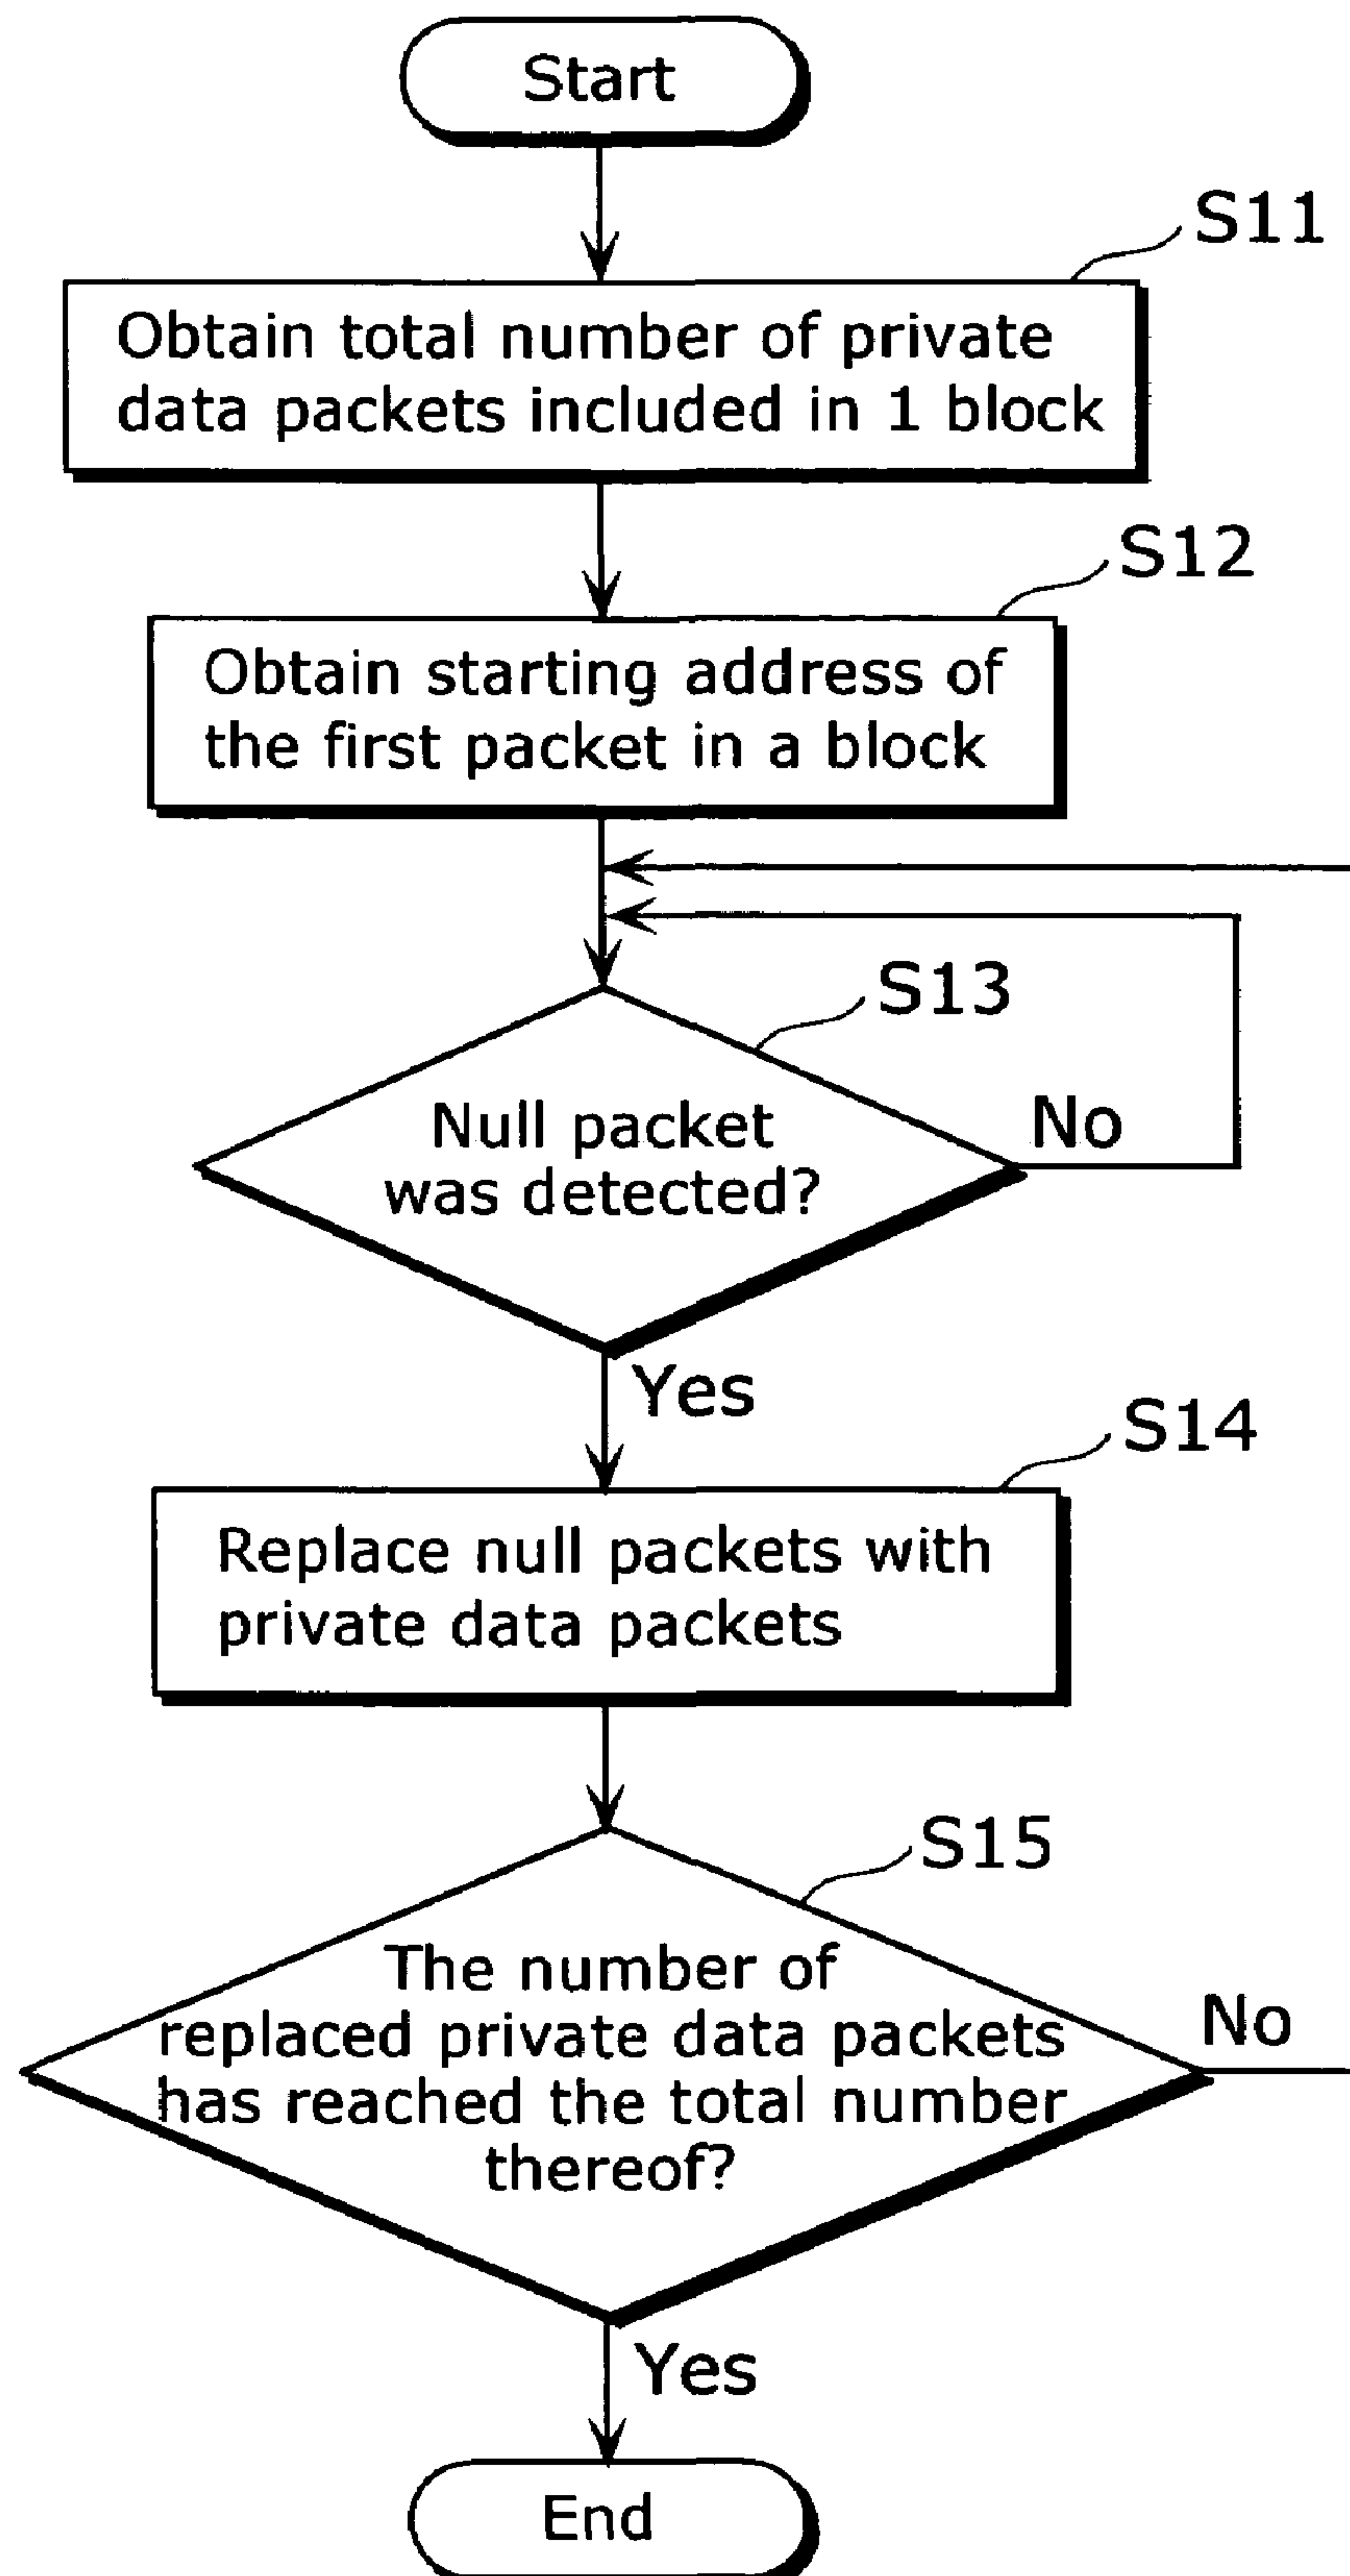 Start
S11
Obtain total number of private
data packets included in 1 block
S12
Obtain starting address of
the first packet in a block
S13
Null packet
was detected?
No
Yes
S14
Replace null packets with
private data packets
S15
The number of
replaced private data packets
has reached the total number
thereof?
No
Yes
End